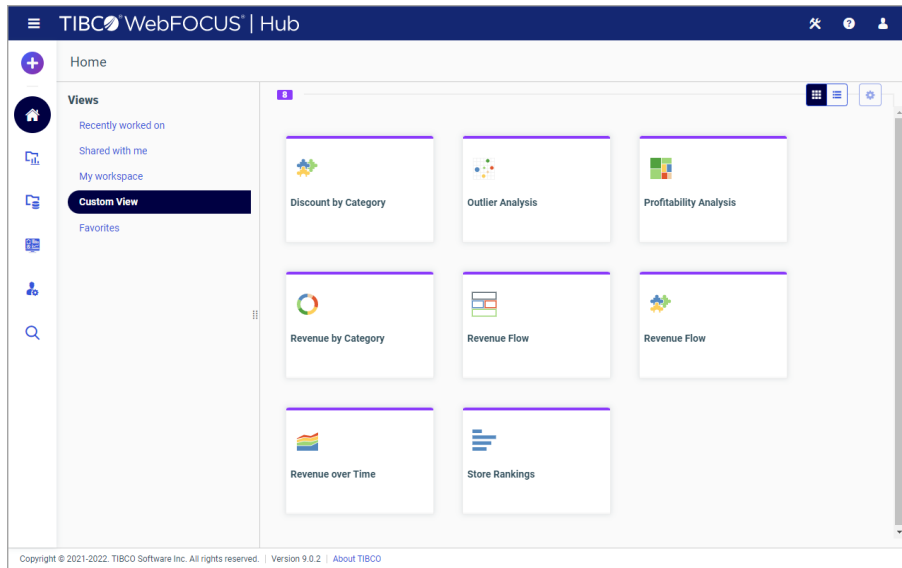 TIBCO® WebFOCUS® | Hub
Home
Views
8
Recently worked on
Shared with me
My workspace
Custom View
Favorites
Discount by Category
Outlier Analysis
Profitability Analysis
Revenue by Category
Revenue Flow
Revenue Flow
Revenue over Time
Store Rankings
Copyright © 2021-2022. TIBCO Software Inc. All rights reserved. | Version 9.0.2 | About TIBCO